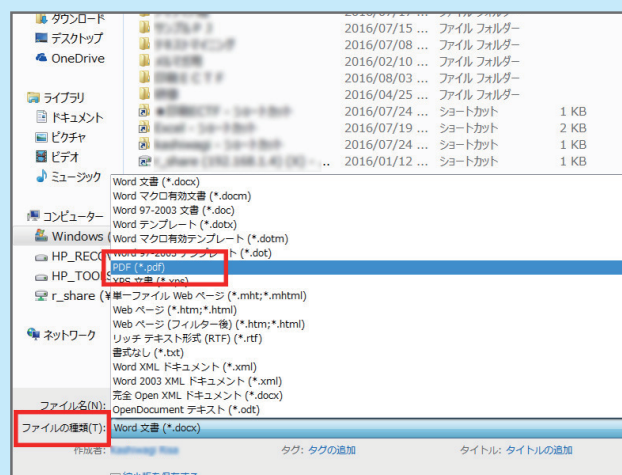 ダウンロード
デスクトップ
OneDrive
ライブラリ
ドキュメント
ピクチャ
ビデオ
ミュージック
コンピューター
Windows (
HP_RECO
HP_TOOLS
r_share (¥
ネットワーク
2016/07/15 ... ファイル フォルダー
2016/07/08 ... ファイル フォルダー
2016/02/10 ... ファイル フォルダー
2016/08/03 ... ファイル フォルダー
2016/04/25 ... ファイル フォルダー
2016/07/24 ... ショートカット 1 KB
2016/07/19 ... ショートカット 2 KB
2016/07/24 ... ショートカット 1 KB
2016/01/12 ... ショートカット 1 KB
Word 文書 (*.docx)
Word マクロ有効文書 (*.docm)
Word 97-2003 文書 (*.doc)
Word テンプレート (*.dotx)
Word マクロ有効テンプレート (*.dotm)
Word 97-2003 テンプレート (*.dot)
PDF (*.pdf)
XPS 文書 (*.xps)
単一ファイル Web ページ (*.mht;*.mhtml)
Web ページ (*.htm;*.html)
Web ページ (フィルター後) (*.htm;*.html)
リッチ テキスト形式 (RTF) (*.rtf)
書式なし (*.txt)
Word XML ドキュメント (*.xml)
Word 2003 XML ドキュメント (*.xml)
完全 Open XML ドキュメント (*.docx)
OpenDocument テキスト (*.odt)
ファイル名(N):
ファイルの種類(T): Word 文書 (*.docx)
作成者: タグ: タグの追加 タイトル: タイトルの追加